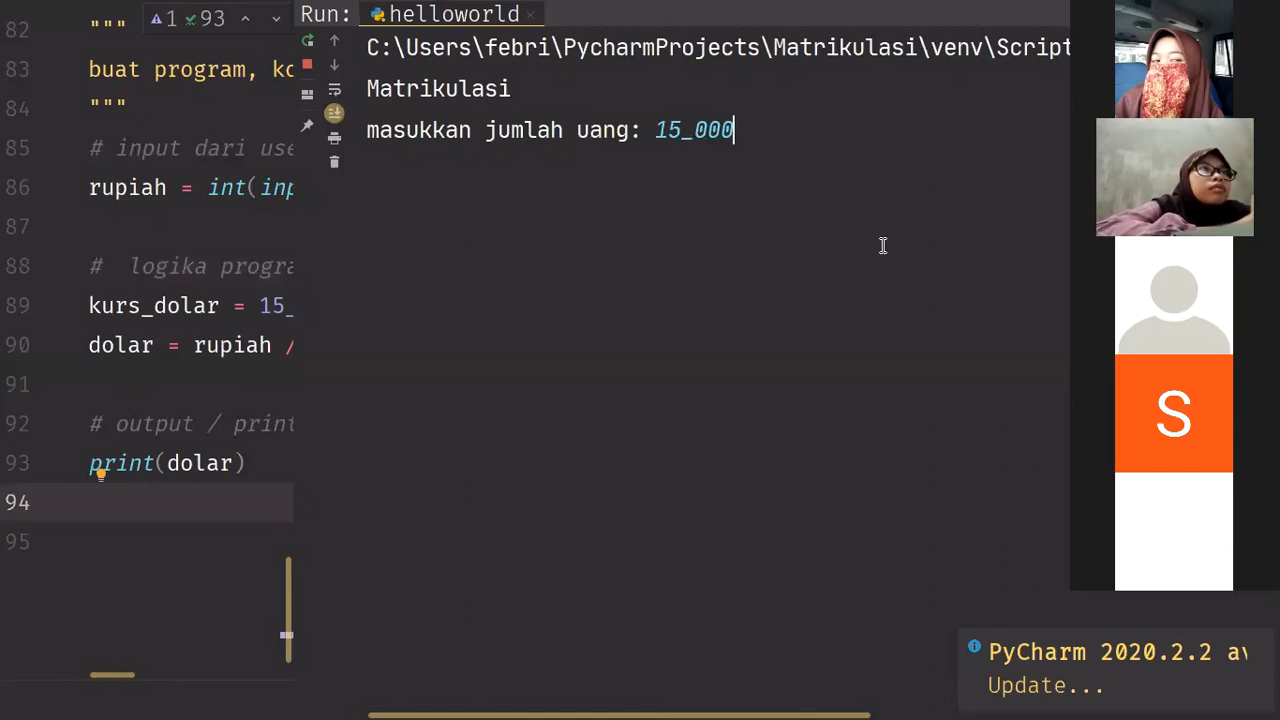 82 """
83 buat program, ko
84 """
85 # input dari use
86 rupiah = int(inp
87
88 # logika progra
89 kurs_dolar = 15_
90 dolar = rupiah /
91
92 # output / print
93 print(dolar)
94
95
1 93
Run: helloworld
C:\Users\febri\PycharmProjects\Matrikulasi\venv\Script
Matrikulasi
masukkan jumlah uang: 15_000
S
PyCharm 2020.2.2 av
Update...